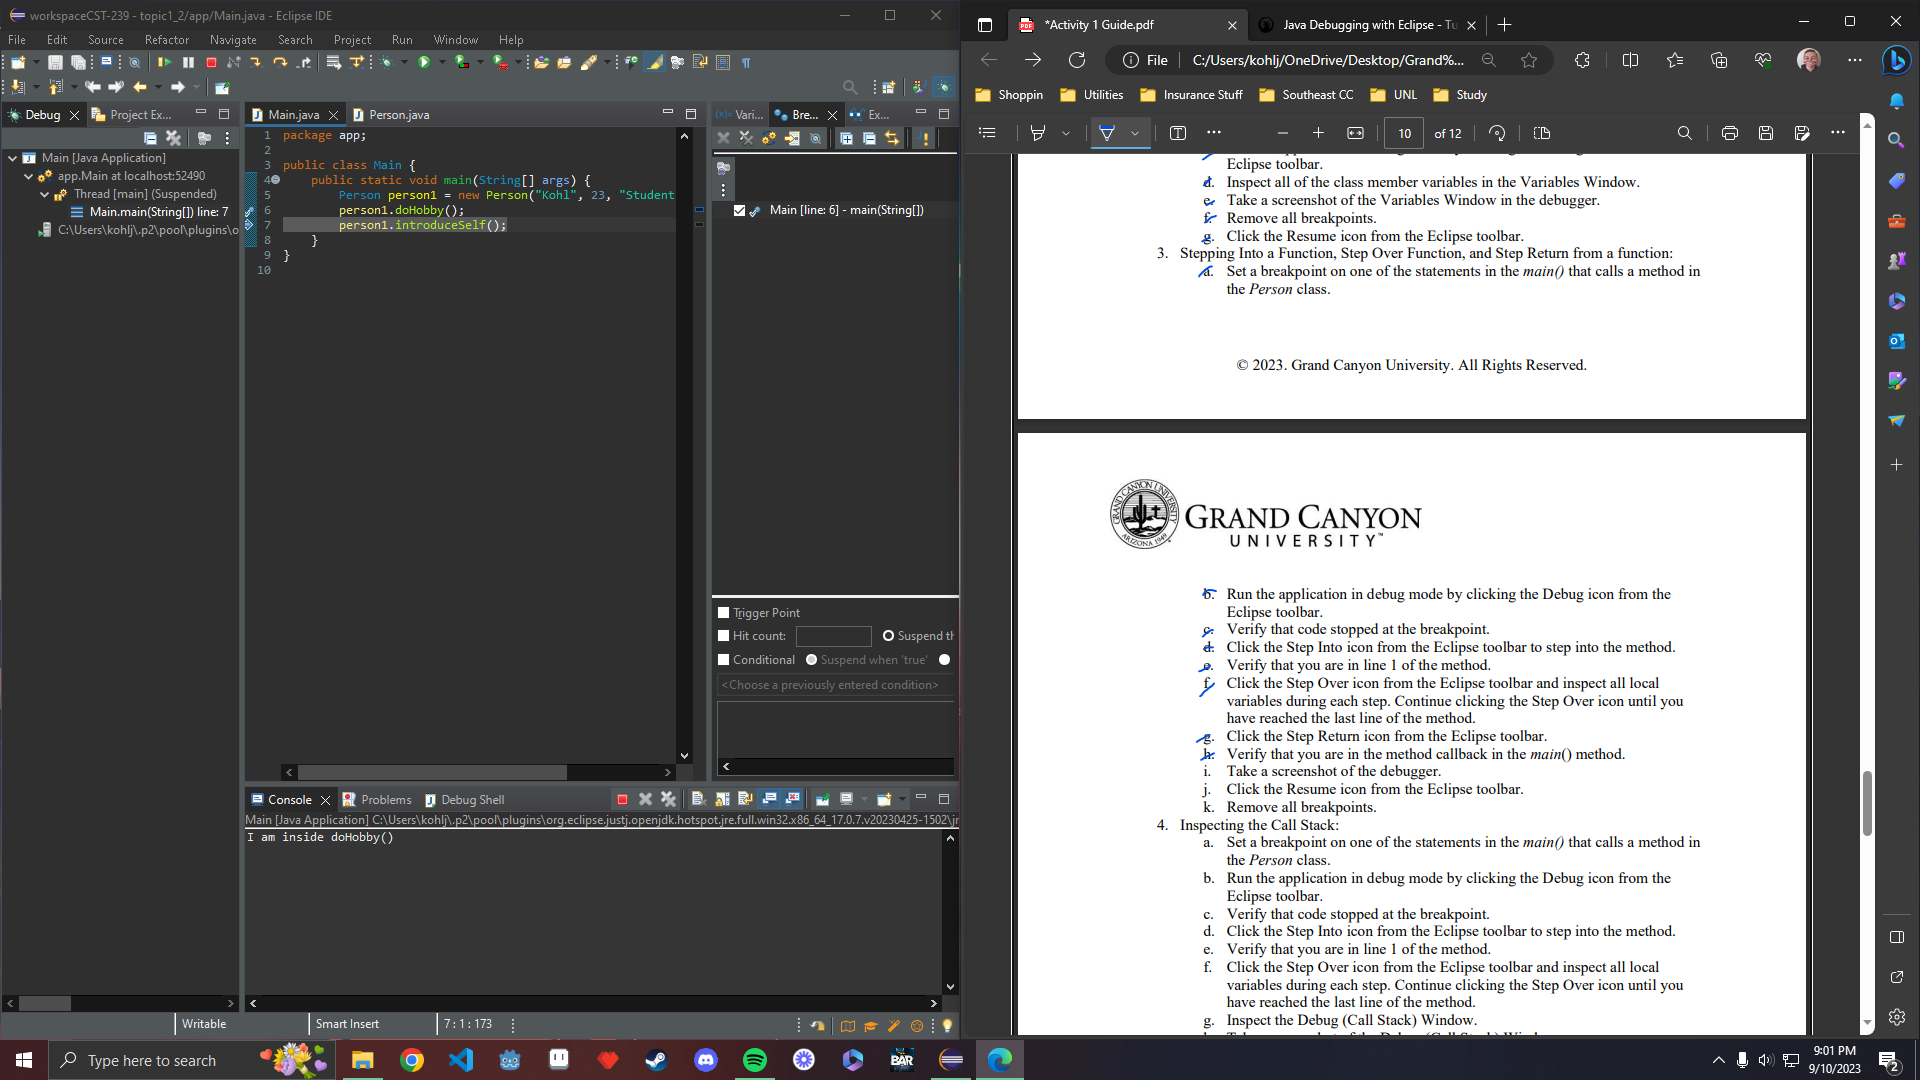 workspaceCST-239 - topic1_2/app/Main.java - Eclipse IDE
File Edit Source Refactor Navigate Search Project Run Window Help
Debug
Project Ex...
Main [Java Application]
app.Main at localhost:52490
Thread [main] (Suspended)
Main.main(String[]) line: 7
C:\Users\kohlj\.p2\pool\plugins\o
Main.java
Person.java
1 package app;
2
3 public class Main {
4 public static void main(String[] args) {
5 Person person1 = new Person("Kohl", 23, "Student
6 person1.doHobby();
7 person1.introduceSelf();
8 }
9 }
10
Vari...
Bre...
Ex...
Main [line: 6] - main(String[])
Trigger Point
Hit count:
Suspend th
Conditional
Suspend when 'true'
<Choose a previously entered condition>
Console
Problems
Debug Shell
Main [Java Application] C:\Users\kohlj\.p2\pool\plugins\org.eclipse.justj.openjdk.hotspot.jre.full.win32.x86_64_17.0.7.v20230425-1502\jr
I am inside doHobby()
Writable
Smart Insert
7 : 1 : 173
*Activity 1 Guide.pdf
Java Debugging with Eclipse - Tu
File
C:/Users/kohlj/OneDrive/Desktop/Grand%...
Shoppin
Utilities
Insurance Stuff
Southeast CC
UNL
Study
10 of 12
Eclipse toolbar.
d. Inspect all of the class member variables in the Variables Window.
e. Take a screenshot of the Variables Window in the debugger.
f. Remove all breakpoints.
g. Click the Resume icon from the Eclipse toolbar.
3. Stepping Into a Function, Step Over Function, and Step Return from a function:
a. Set a breakpoint on one of the statements in the main() that calls a method in
the Person class.
© 2023. Grand Canyon University. All Rights Reserved.
GRAND CANYON UNIVERSITY
ARIZONA 1949
GRAND CANYON
UNIVERSITY™
b. Run the application in debug mode by clicking the Debug icon from the
Eclipse toolbar.
c. Verify that code stopped at the breakpoint.
d. Click the Step Into icon from the Eclipse toolbar to step into the method.
e. Verify that you are in line 1 of the method.
f. Click the Step Over icon from the Eclipse toolbar and inspect all local
variables during each step. Continue clicking the Step Over icon until you
have reached the last line of the method.
g. Click the Step Return icon from the Eclipse toolbar.
h. Verify that you are in the method callback in the main() method.
i. Take a screenshot of the debugger.
j. Click the Resume icon from the Eclipse toolbar.
k. Remove all breakpoints.
4. Inspecting the Call Stack:
a. Set a breakpoint on one of the statements in the main() that calls a method in
the Person class.
b. Run the application in debug mode by clicking the Debug icon from the
Eclipse toolbar.
c. Verify that code stopped at the breakpoint.
d. Click the Step Into icon from the Eclipse toolbar to step into the method.
e. Verify that you are in line 1 of the method.
f. Click the Step Over icon from the Eclipse toolbar and inspect all local
variables during each step. Continue clicking the Step Over icon until you
have reached the last line of the method.
g. Inspect the Debug (Call Stack) Window.
Type here to search
BAR
9:01 PM
9/10/2023
2